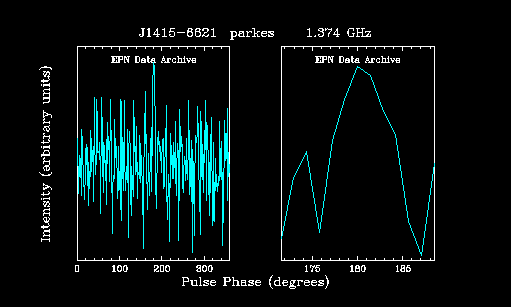 J1415-6621 parkes 1.374 GHz
EPN Data Archive EPN Data Archive
Intensity (arbitrary units)
0 100 200 300 175 180 185
Pulse Phase (degrees)